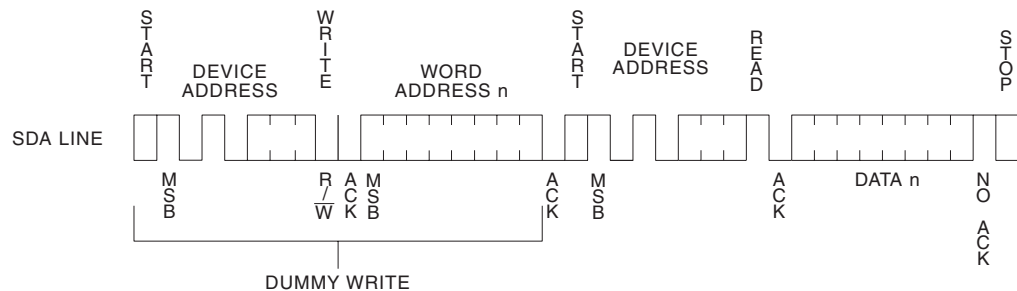 START
WRITE
START
READ
STOP
DEVICE
ADDRESS
WORD
ADDRESS n
DEVICE
ADDRESS
SDA LINE
MSB
R/W
ACK
MSB
ACK
MSB
ACK
DATA n
NO ACK
DUMMY WRITE